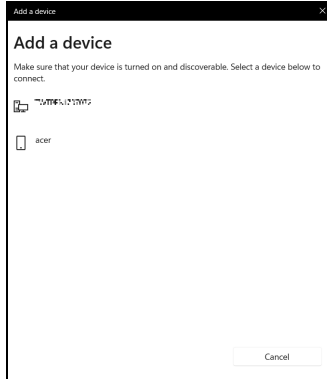 Add a device
Add a device
Make sure that your device is turned on and discoverable. Select a device below to
connect.
acer
Cancel